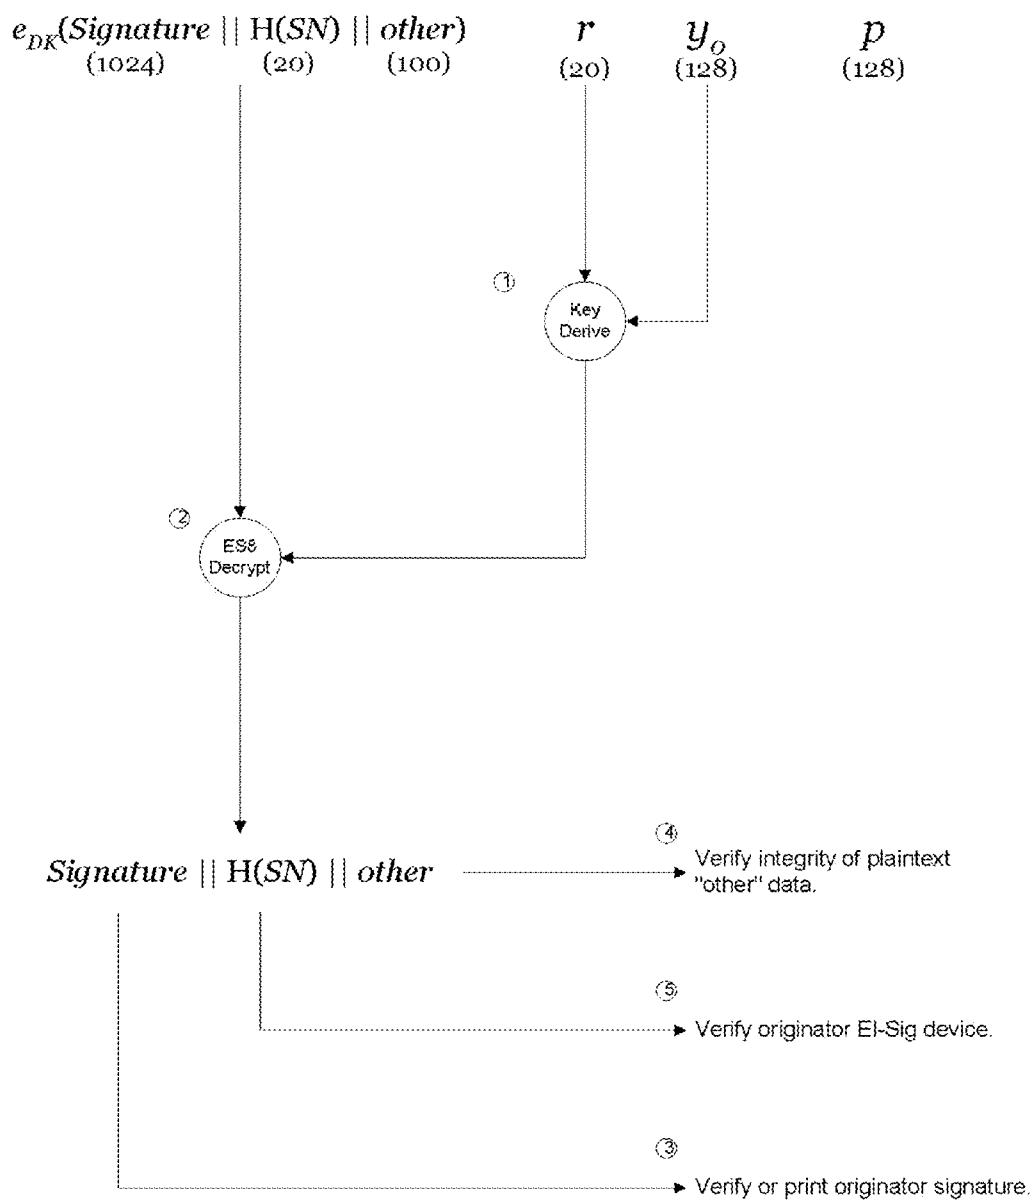 e_DK(Signature || H(SN) || other) r y_O p
(1024) (20) (100) (20) (128) (128)
1
Key
Derive
2
ES8
Decrypt
4
Signature || H(SN) || other
Verify integrity of plaintext
"other" data.
5
Verify originator El-Sig device.
3
Verify or print originator signature.